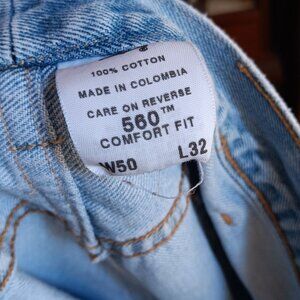 100% COTTON
MADE IN COLOMBIA
CARE ON REVERSE
560™
COMFORT FIT
W50 L32